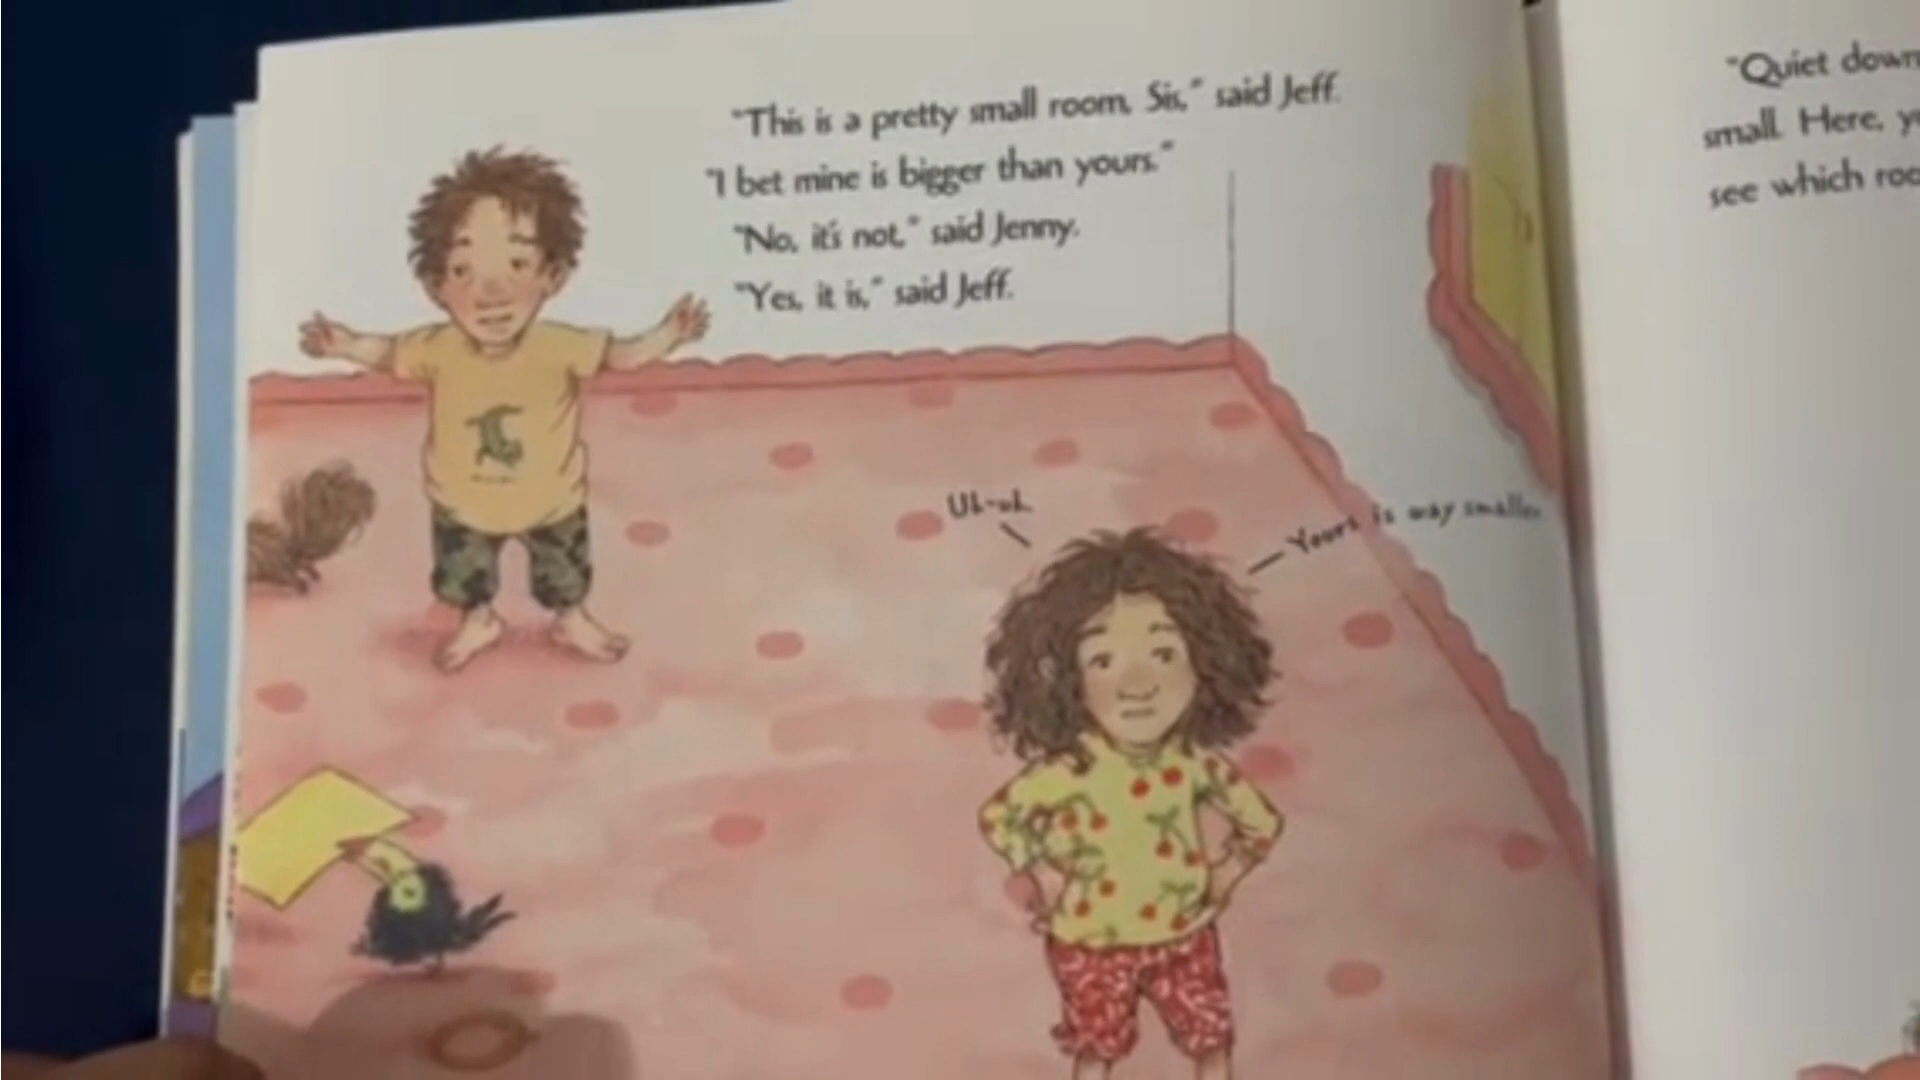 "This is a pretty small room, Sis," said Jeff.
"I bet mine is bigger than yours."
"No, it's not," said Jenny.
"Yes, it is," said Jeff.
Uh-uh.
Yours is way smaller.
"Quiet down
small. Here,
see which